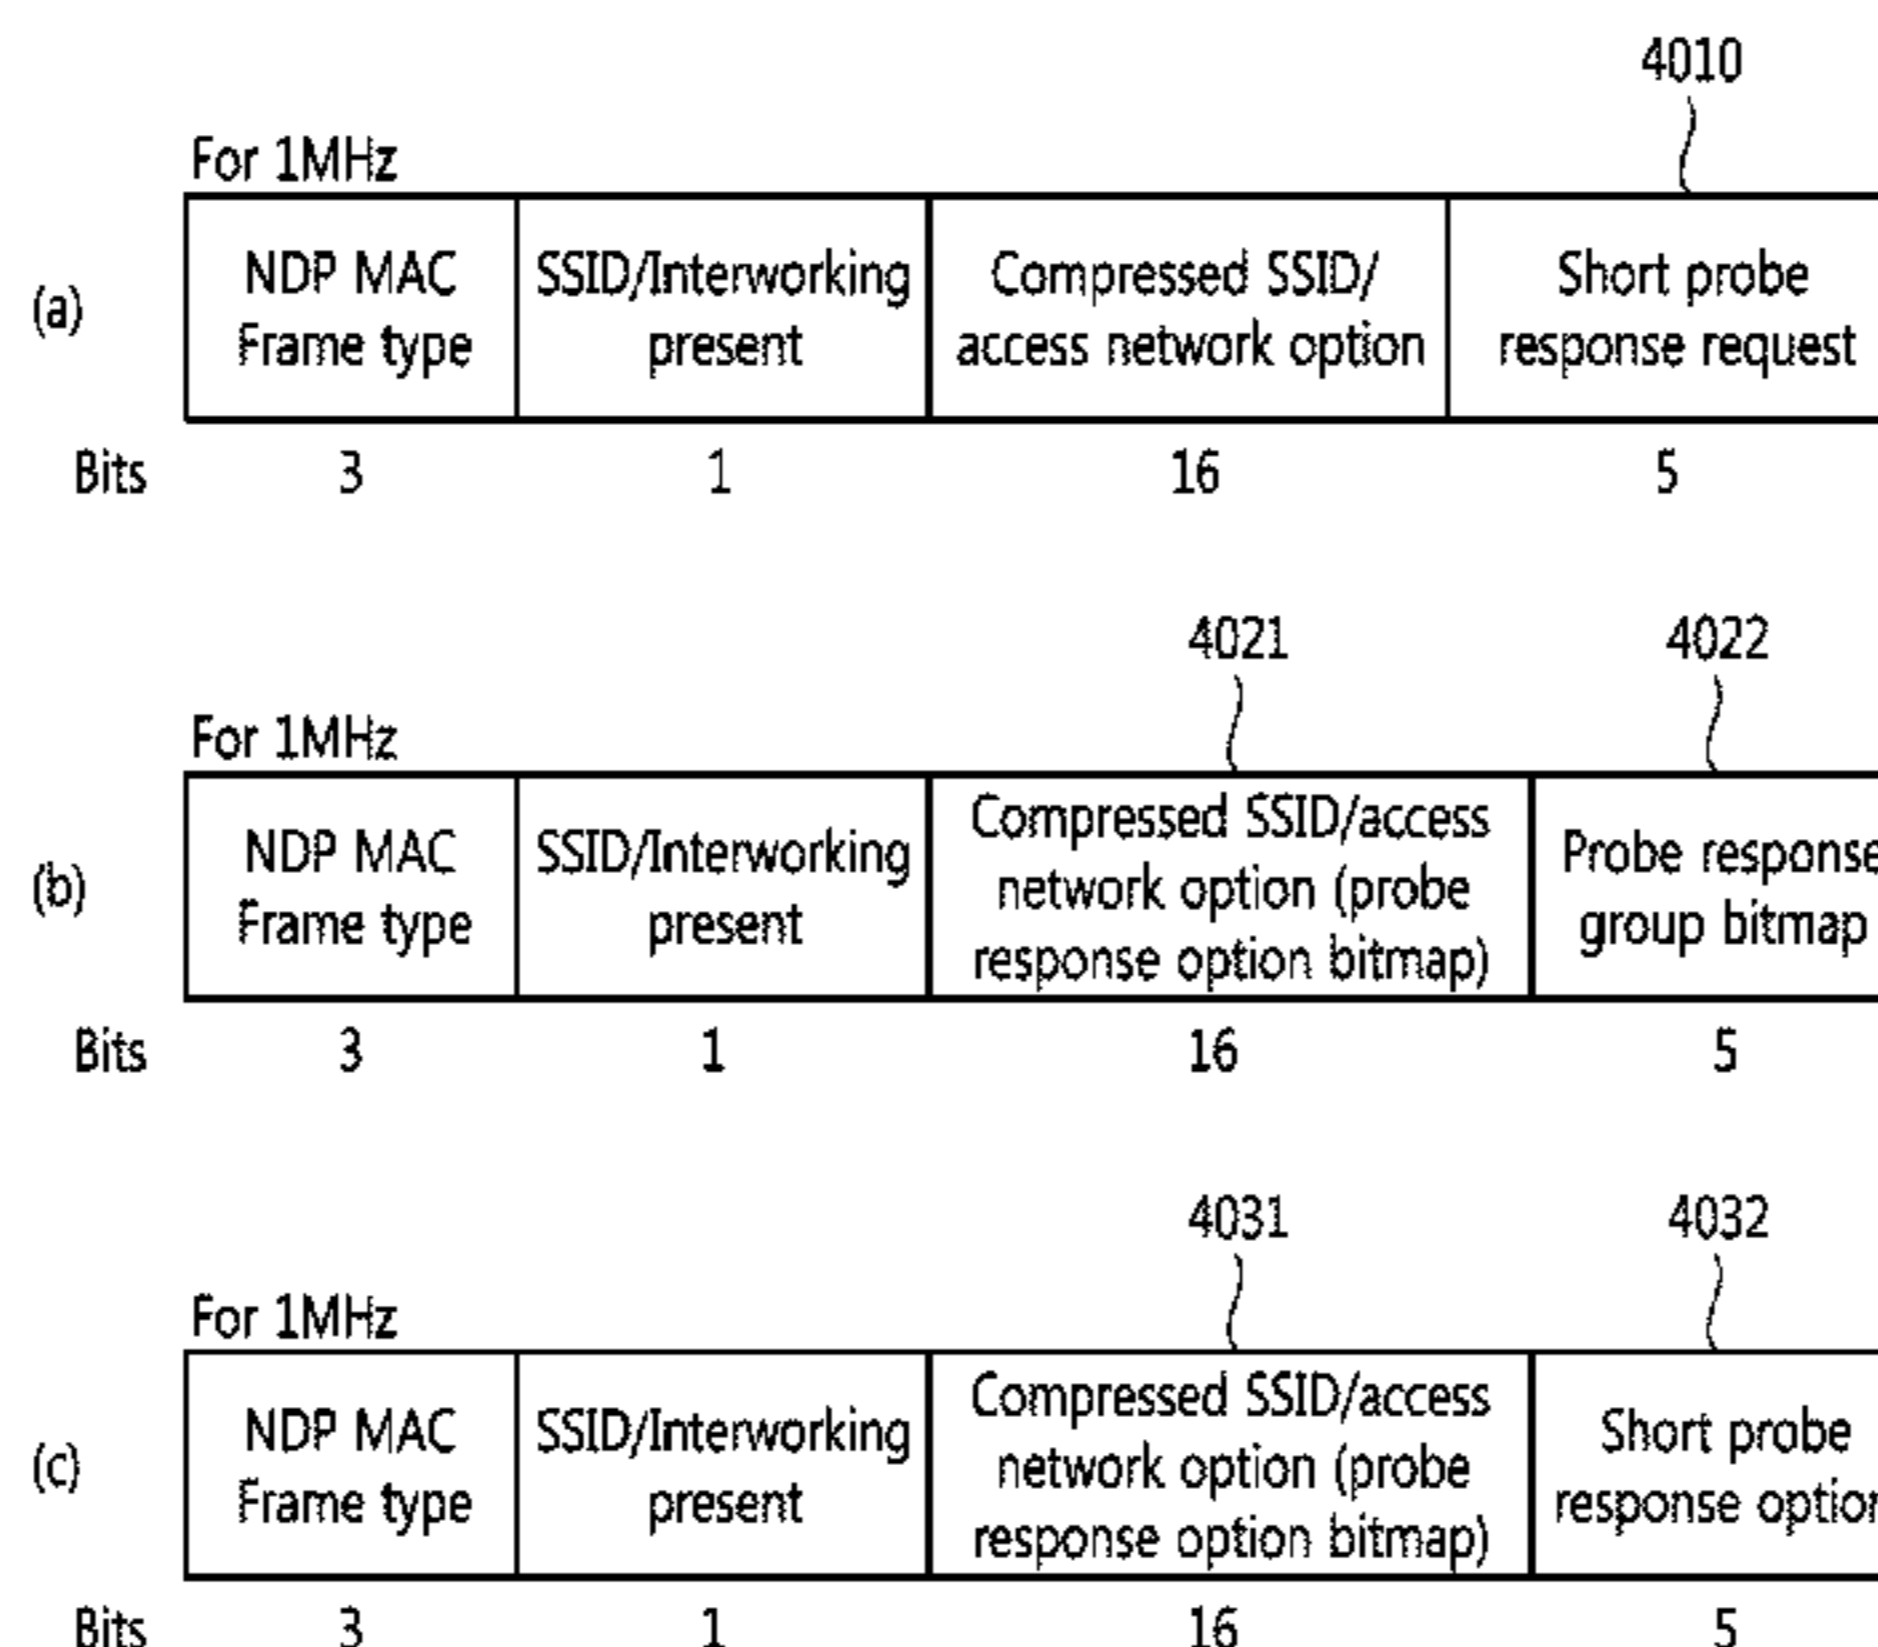 4010
For 1MHz
(a)
NDP MAC
Frame type
SSID/Interworking
present
Compressed SSID/
access network option
Short probe
response request
Bits 3 1 16 5
4021 4022
For 1MHz
(b)
NDP MAC
Frame type
SSID/Interworking
present
Compressed SSID/access
network option (probe
response option bitmap)
Probe response
group bitmap
Bits 3 1 16 5
4031 4032
For 1MHz
(c)
NDP MAC
Frame type
SSID/Interworking
present
Compressed SSID/access
network option (probe
response option bitmap)
Short probe
response option
Bits 3 1 16 5